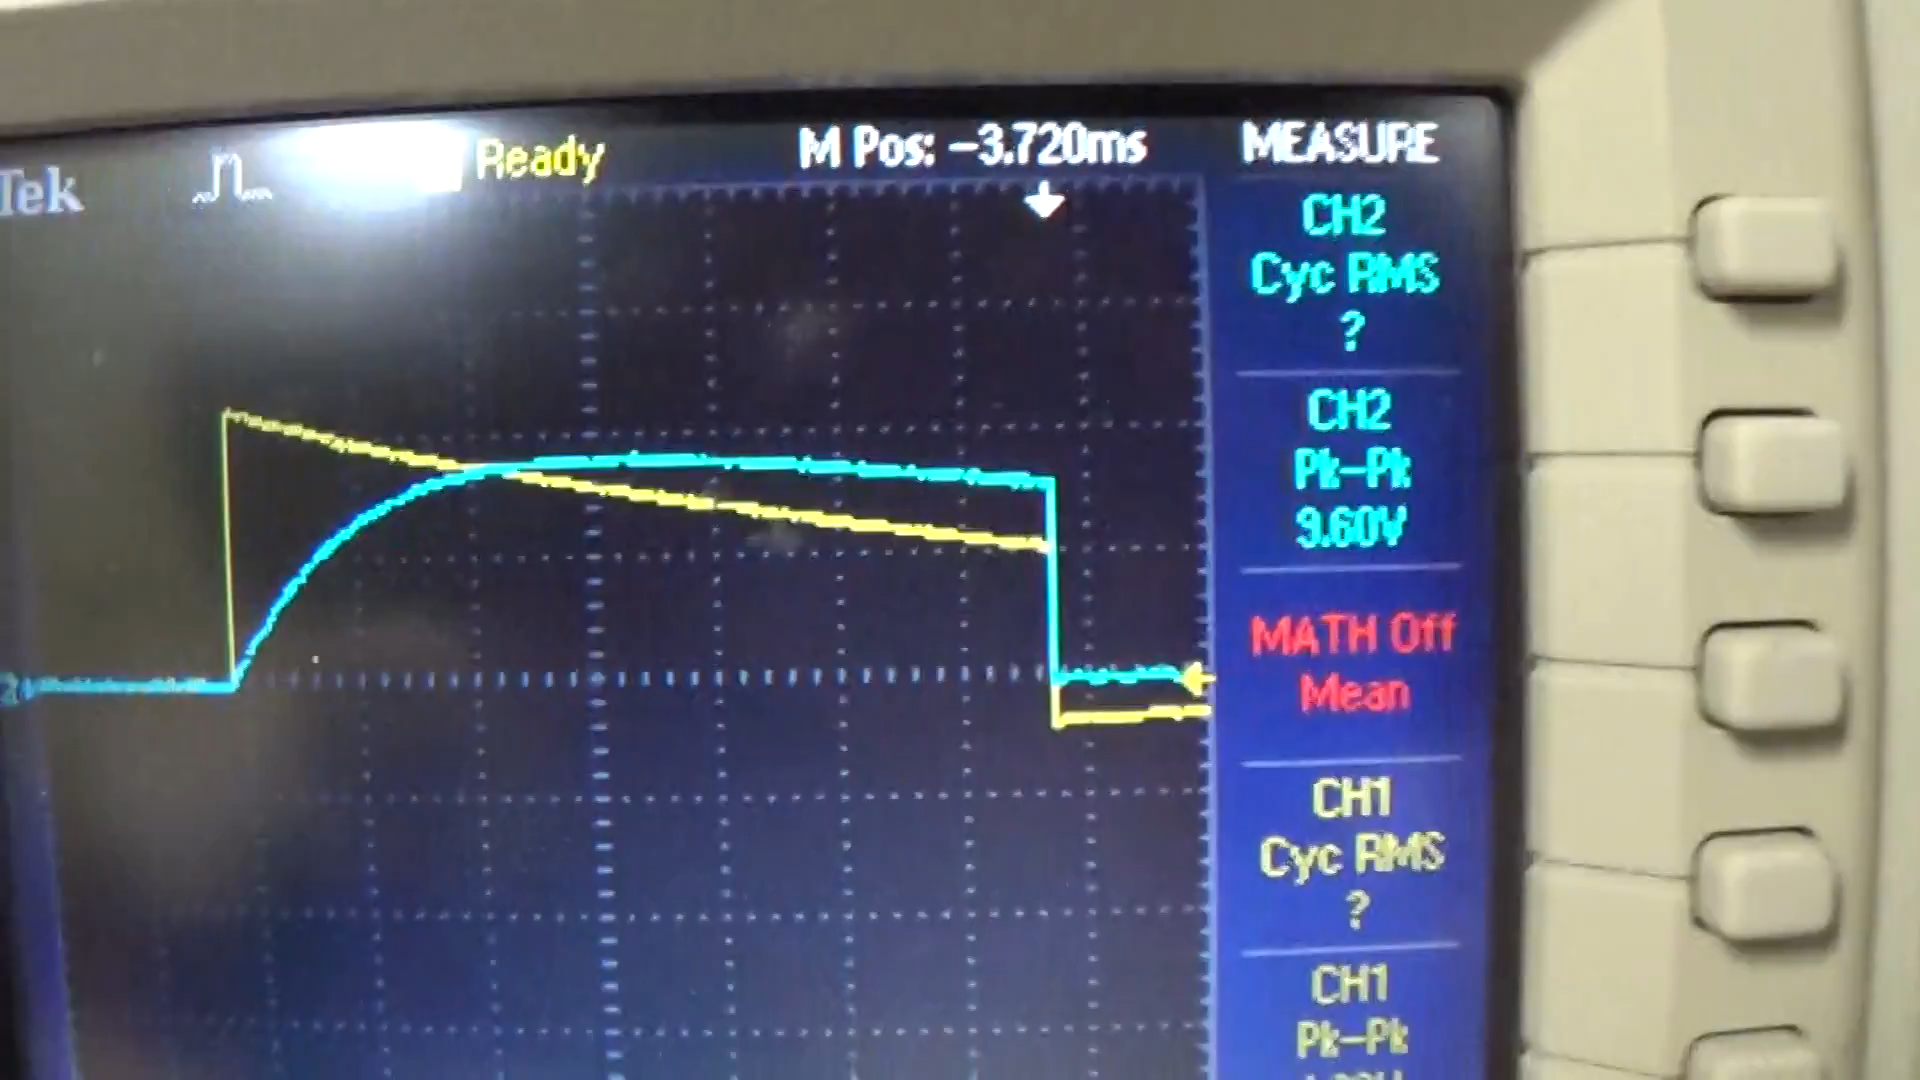 Tek
Ready
M Pos: -3.720ms
MEASURE
CH2
Cyc RMS
?
CH2
Pk-Pk
9.60V
MATH Off
Mean
CH1
Cyc RMS
?
CH1
Pk-Pk
2